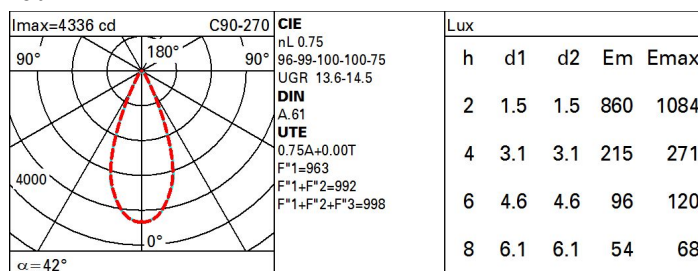 Imax=4336 cd C90-270
180°
90° 90°
4000
0°
α=42°
CIE
nL 0.75
96-99-100-100-75
UGR 13.6-14.5
DIN
A.61
UTE
0.75A+0.00T
F"1=963
F"1+F"2=992
F"1+F"2+F"3=998
Lux
h d1 d2 Em Emax
2 1.5 1.5 860 1084
4 3.1 3.1 215 271
6 4.6 4.6 96 120
8 6.1 6.1 54 68